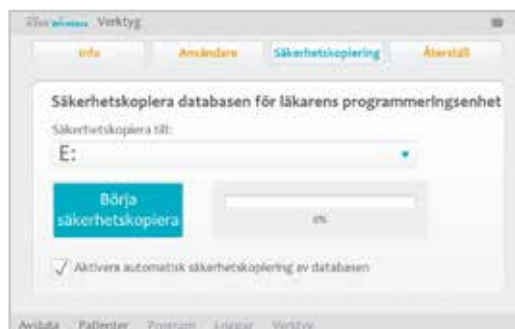 Verktyg
Info Användare Säkerhetskopiering Återställ
Säkerhetskopiera databasen för läkarens programmeringsenhet
Säkerhetskopiera till:
E:
Börja
säkerhetskopiera
0%
Aktivera automatisk säkerhetskopiering av databasen
Avsluta Patienter Program Loggar Verktyg